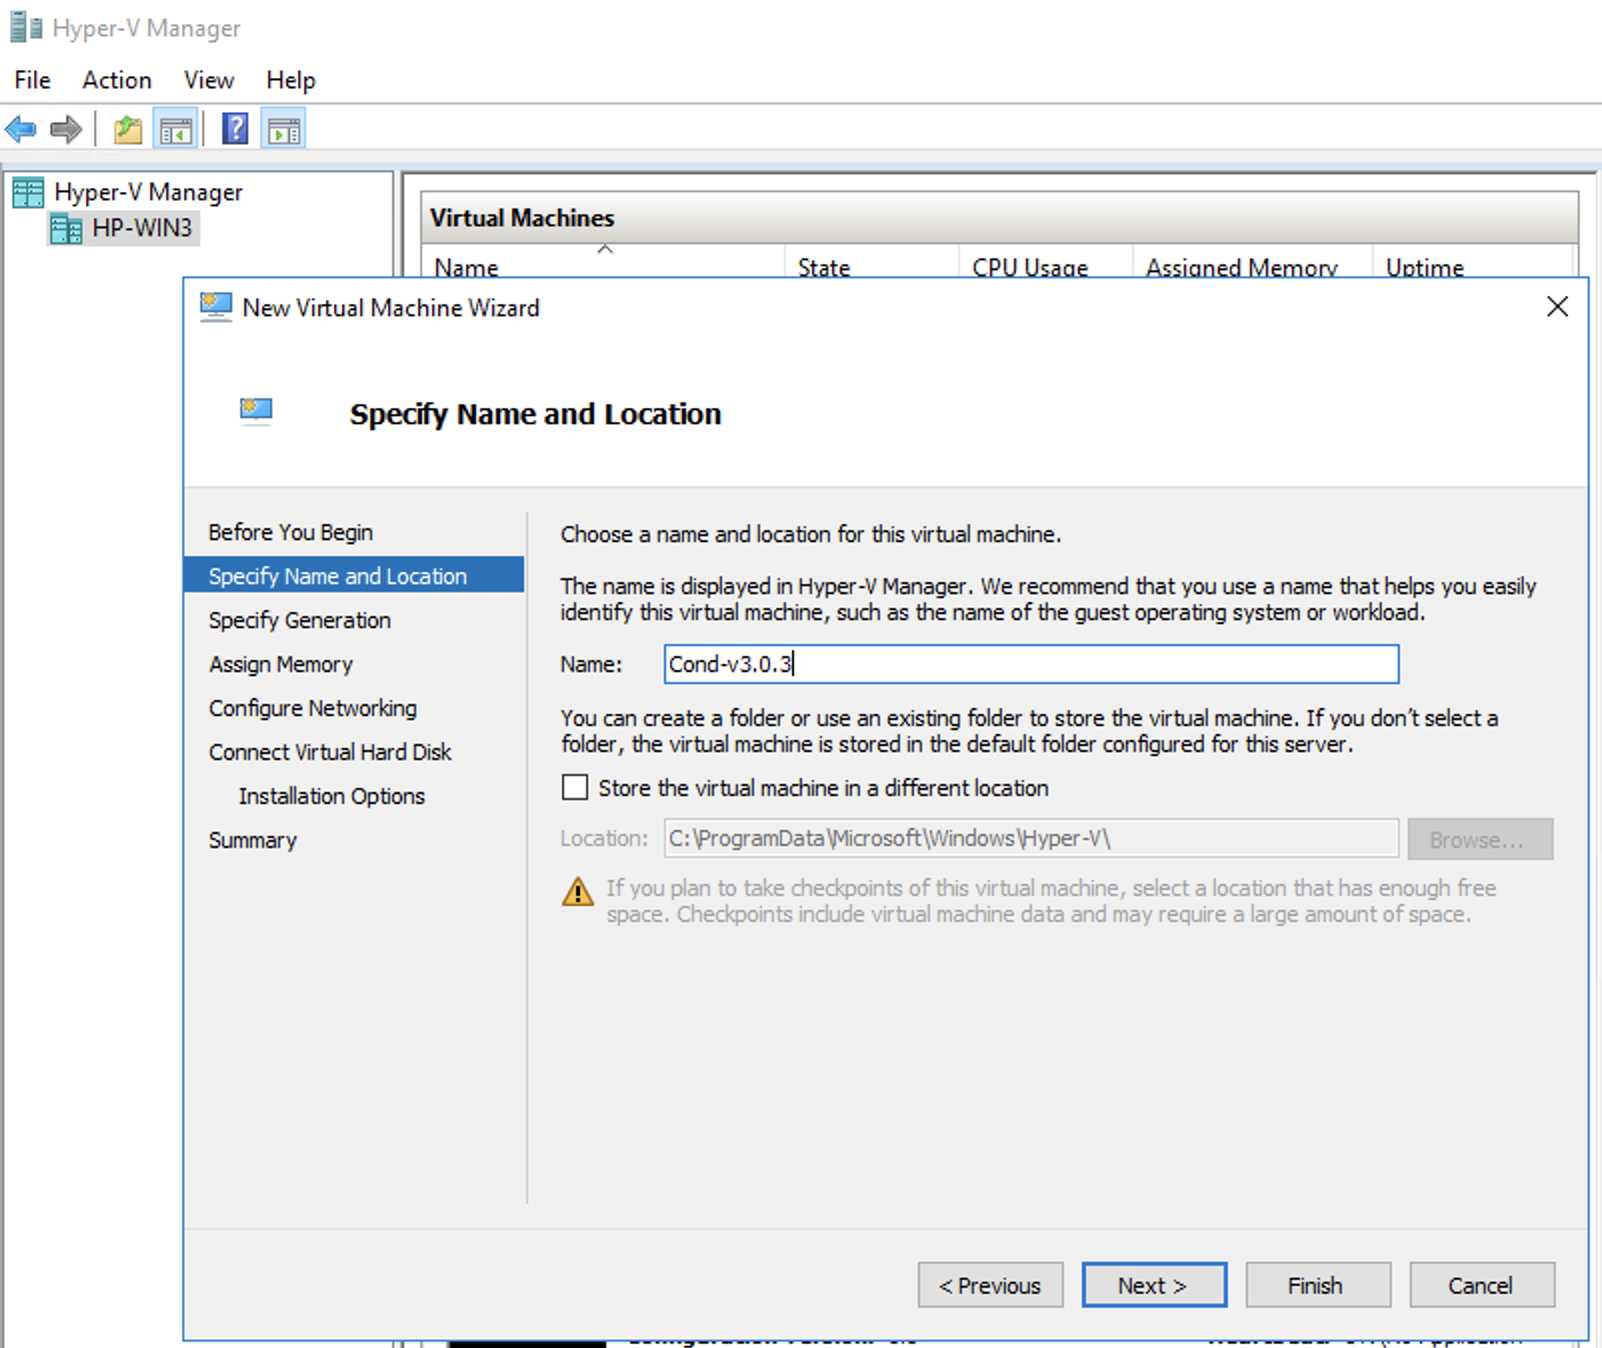 Hyper-V Manager
File Action View Help
Hyper-V Manager
HP-WIN3
Virtual Machines
Name State CPU Usage Assigned Memory Uptime
New Virtual Machine Wizard
Specify Name and Location
Before You Begin
Specify Name and Location
Specify Generation
Assign Memory
Configure Networking
Connect Virtual Hard Disk
Installation Options
Summary
Choose a name and location for this virtual machine.
The name is displayed in Hyper-V Manager. We recommend that you use a name that helps you easily
identify this virtual machine, such as the name of the guest operating system or workload.
Name: Cond-v3.0.3
You can create a folder or use an existing folder to store the virtual machine. If you don't select a
folder, the virtual machine is stored in the default folder configured for this server.
Store the virtual machine in a different location
Location: C:\ProgramData\Microsoft\Windows\Hyper-V\ Browse...
If you plan to take checkpoints of this virtual machine, select a location that has enough free
space. Checkpoints include virtual machine data and may require a large amount of space.
< Previous Next > Finish Cancel